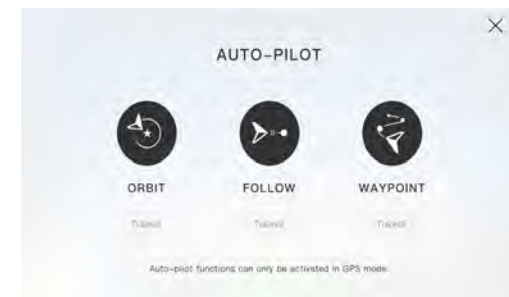 AUTO-PILOT
ORBIT FOLLOW WAYPOINT
Tutorial Tutorial Tutorial
Auto-pilot functions can only be activated in GPS mode.